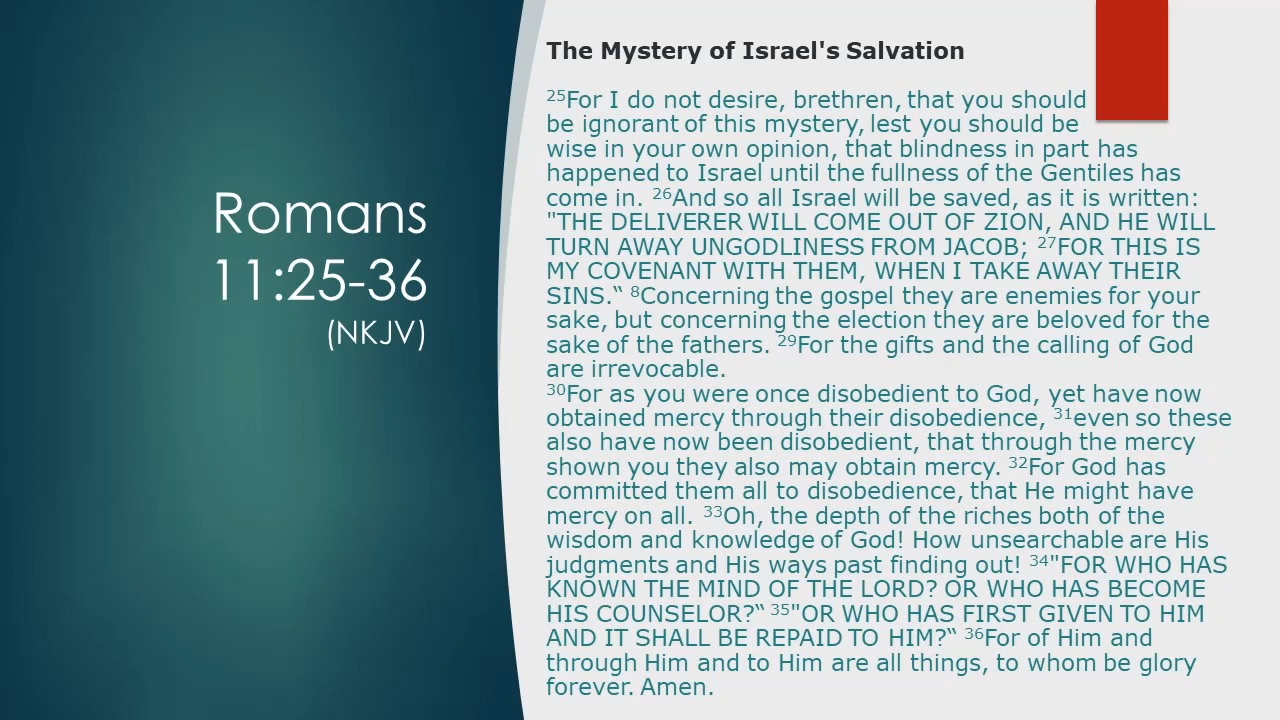 Romans
11:25-36
(NKJV)
The Mystery of Israel's Salvation
²⁵For I do not desire, brethren, that you should
be ignorant of this mystery, lest you should be
wise in your own opinion, that blindness in part has
happened to Israel until the fullness of the Gentiles has
come in. ²⁶And so all Israel will be saved, as it is written:
"THE DELIVERER WILL COME OUT OF ZION, AND HE WILL
TURN AWAY UNGODLINESS FROM JACOB; ²⁷FOR THIS IS
MY COVENANT WITH THEM, WHEN I TAKE AWAY THEIR
SINS.“ ⁸Concerning the gospel they are enemies for your
sake, but concerning the election they are beloved for the
sake of the fathers. ²⁹For the gifts and the calling of God
are irrevocable.
³⁰For as you were once disobedient to God, yet have now
obtained mercy through their disobedience, ³¹even so these
also have now been disobedient, that through the mercy
shown you they also may obtain mercy. ³²For God has
committed them all to disobedience, that He might have
mercy on all. ³³Oh, the depth of the riches both of the
wisdom and knowledge of God! How unsearchable are His
judgments and His ways past finding out! ³⁴"FOR WHO HAS
KNOWN THE MIND OF THE LORD? OR WHO HAS BECOME
HIS COUNSELOR?“ ³⁵"OR WHO HAS FIRST GIVEN TO HIM
AND IT SHALL BE REPAID TO HIM?“ ³⁶For of Him and
through Him and to Him are all things, to whom be glory
forever. Amen.